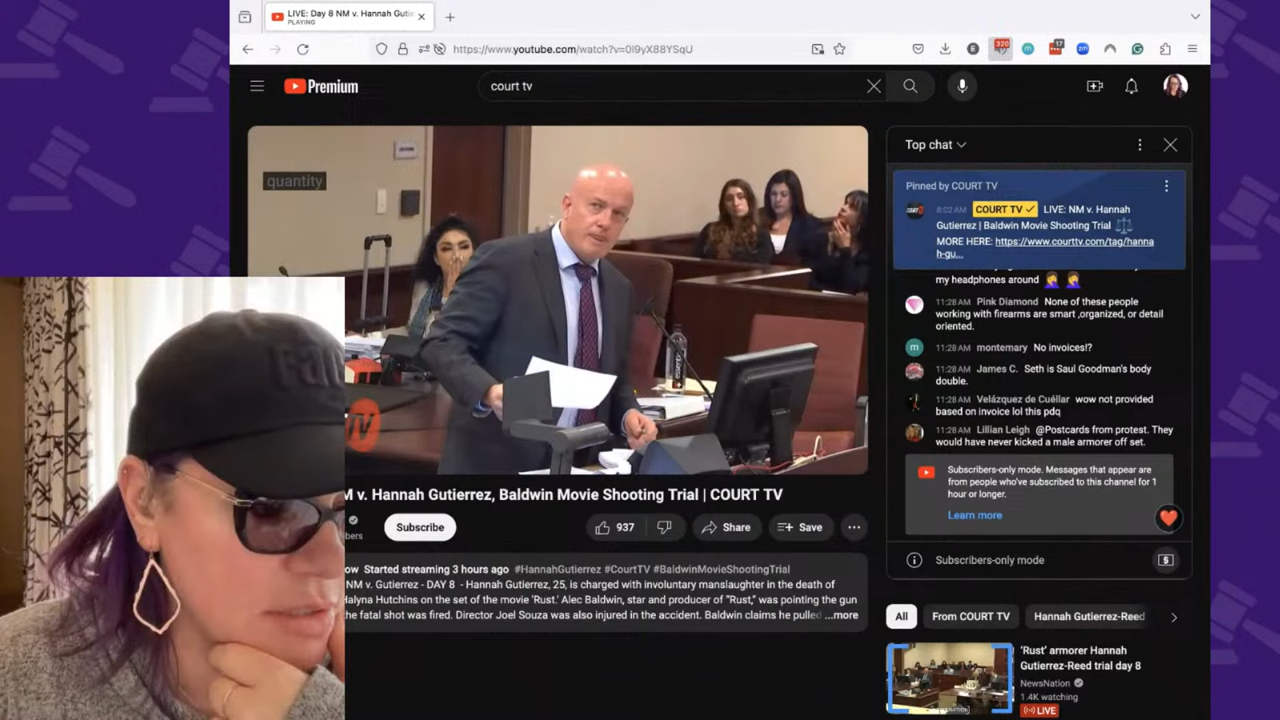 LIVE: Day 8 NM v. Hannah Gutie
PLAYING
https://www.youtube.com/watch?v=0I9yX88YSqU
320
17
Premium
court tv
quantity
Top chat
Pinned by COURT TV
8:02 AM COURT TV LIVE: NM v. Hannah
Gutierrez | Baldwin Movie Shooting Trial
MORE HERE: https://www.courttv.com/tag/hanna
h-gu...
my headphones around
11:28 AM Pink Diamond None of these people
working with firearms are smart ,organized, or detail
oriented.
11:28 AM montemary No invoices!?
11:28 AM James C. Seth is Saul Goodman's body
double.
11:28 AM Velázquez de Cuéllar wow not provided
based on invoice lol this pdq
11:28 AM Lillian Leigh @Postcards from protest. They
would have never kicked a male armorer off set.
Subscribers-only mode. Messages that appear are
from people who've subscribed to this channel for 1
hour or longer.
Learn more
Subscribers-only mode
M v. Hannah Gutierrez, Baldwin Movie Shooting Trial | COURT TV
bers
Subscribe
937
Share
Save
ow Started streaming 3 hours ago #HannahGutierrez #CourtTV #BaldwinMovieShootingTrial
NM v. Gutierrez - DAY 8 - Hannah Gutierrez, 25, is charged with involuntary manslaughter in the death of
Halyna Hutchins on the set of the movie 'Rust.' Alec Baldwin, star and producer of "Rust," was pointing the gun
he fatal shot was fired. Director Joel Souza was also injured in the accident. Baldwin claims he pulled ...more
All
From COURT TV
Hannah Gutierrez-Reed
'Rust' armorer Hannah
Gutierrez-Reed trial day 8
NewsNation
1.4K watching
LIVE